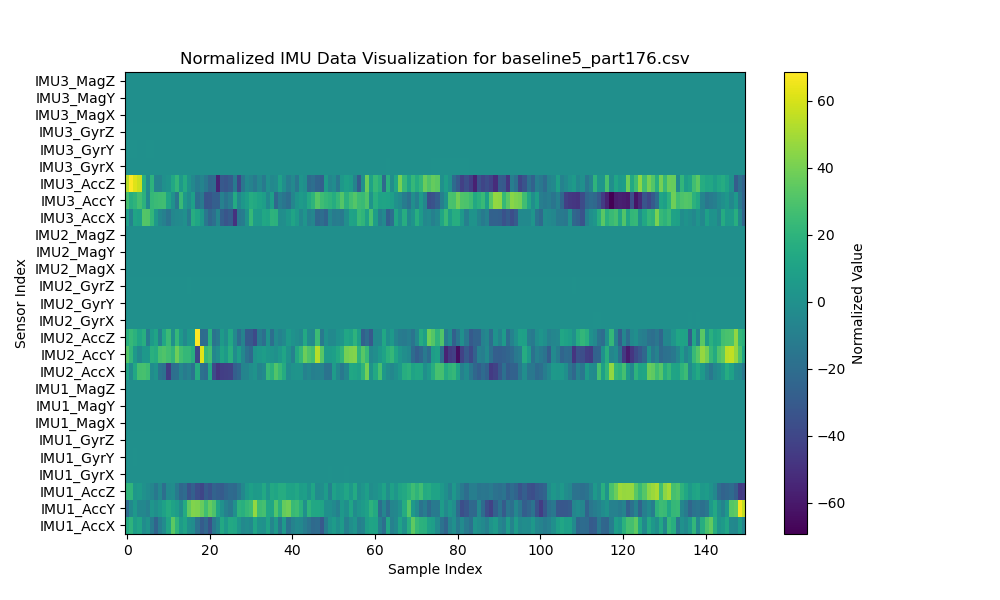 Normalized IMU Data Visualization for baseline5_part176.csv
IMU3_MagZ
IMU3_MagY
IMU3_MagX
IMU3_GyrZ
IMU3_GyrY
IMU3_GyrX
IMU3_AccZ
IMU3_AccY
IMU3_AccX
IMU2_MagZ
IMU2_MagY
IMU2_MagX
IMU2_GyrZ
IMU2_GyrY
IMU2_GyrX
IMU2_AccZ
IMU2_AccY
IMU2_AccX
IMU1_MagZ
IMU1_MagY
IMU1_MagX
IMU1_GyrZ
IMU1_GyrY
IMU1_GyrX
IMU1_AccZ
IMU1_AccY
IMU1_AccX
Sensor Index
0 20 40 60 80 100 120 140
Sample Index
60
40
20
0
−20
−40
−60
Normalized Value